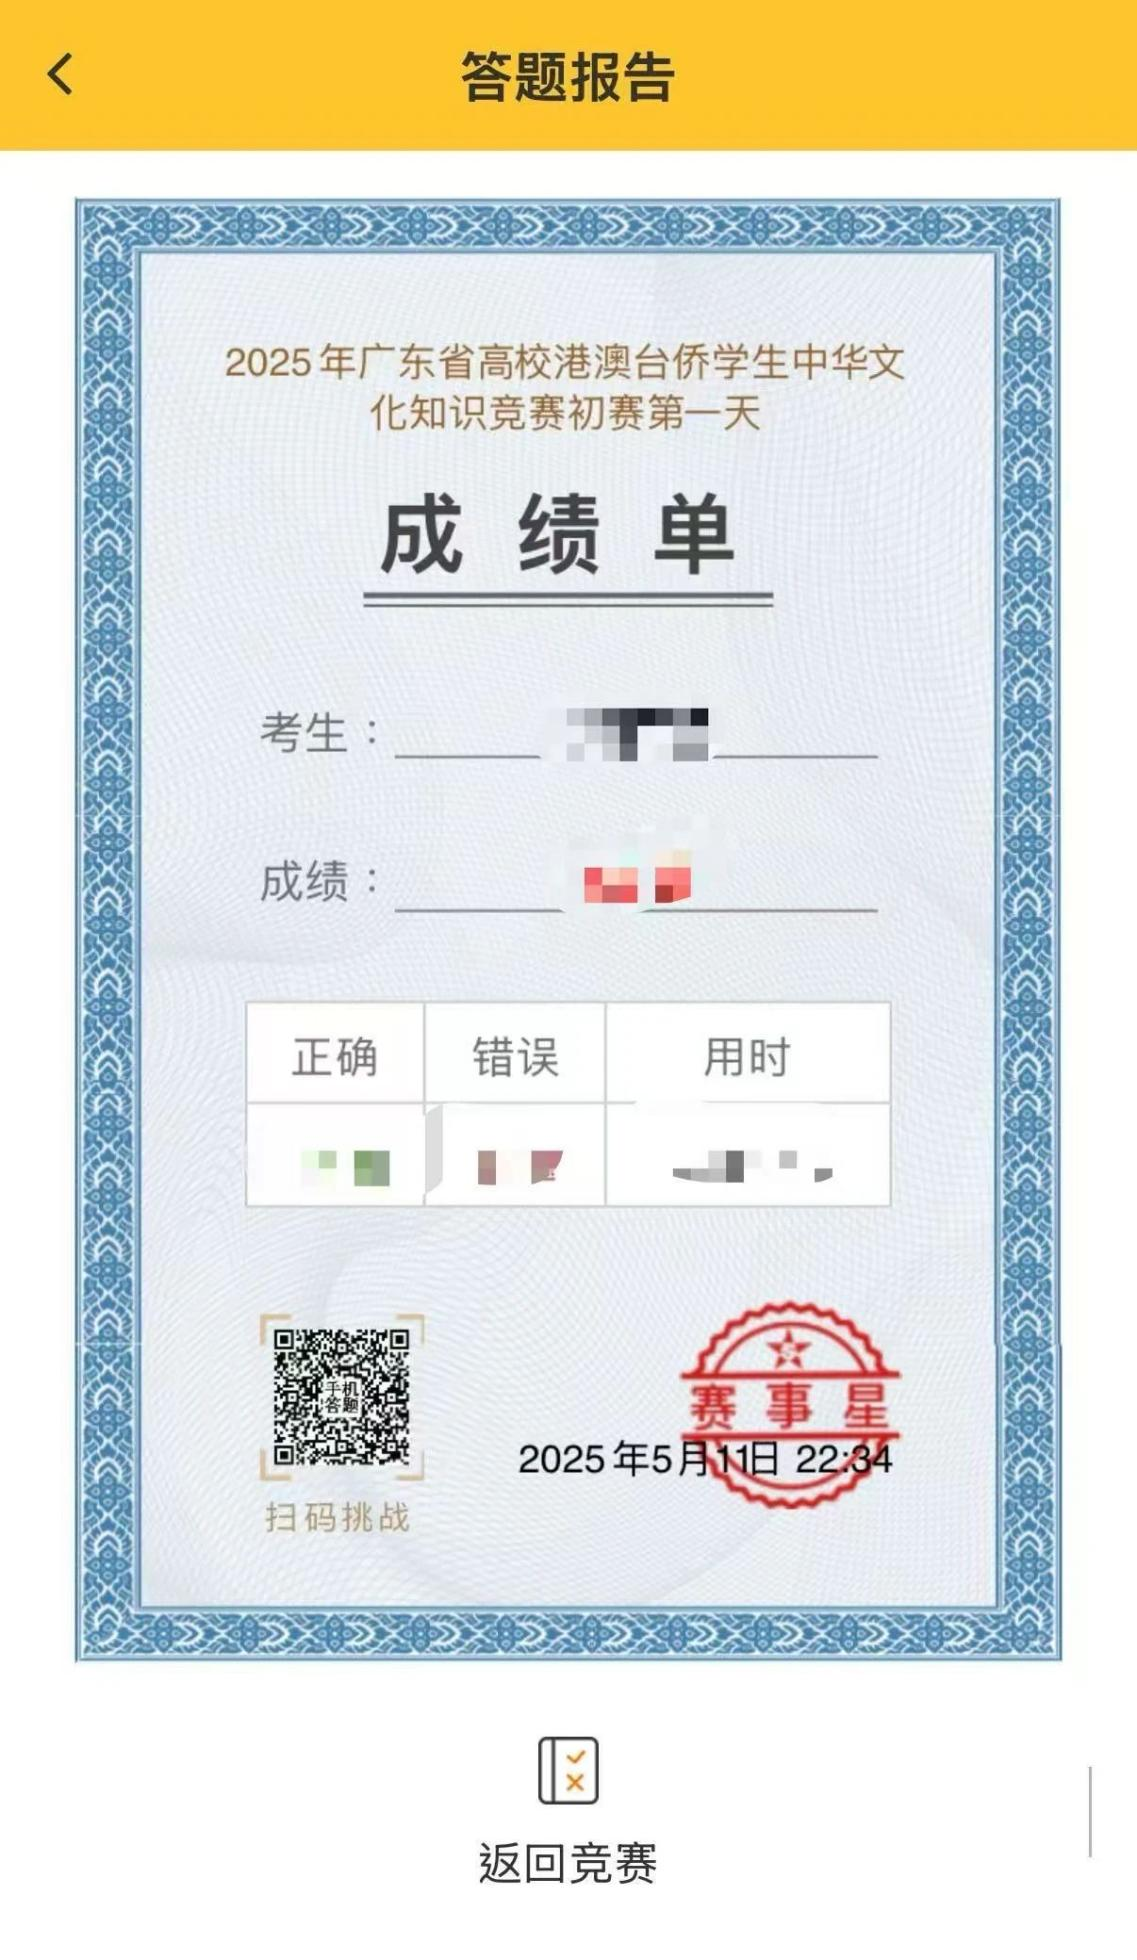 答题报告
2025年广东省高校港澳台侨学生中华文
化知识竞赛初赛第一天
成绩单
考生：
成绩：
正确 错误 用时
手机
答题
赛事星
2025年5月11日 22:34
扫码挑战
返回竞赛